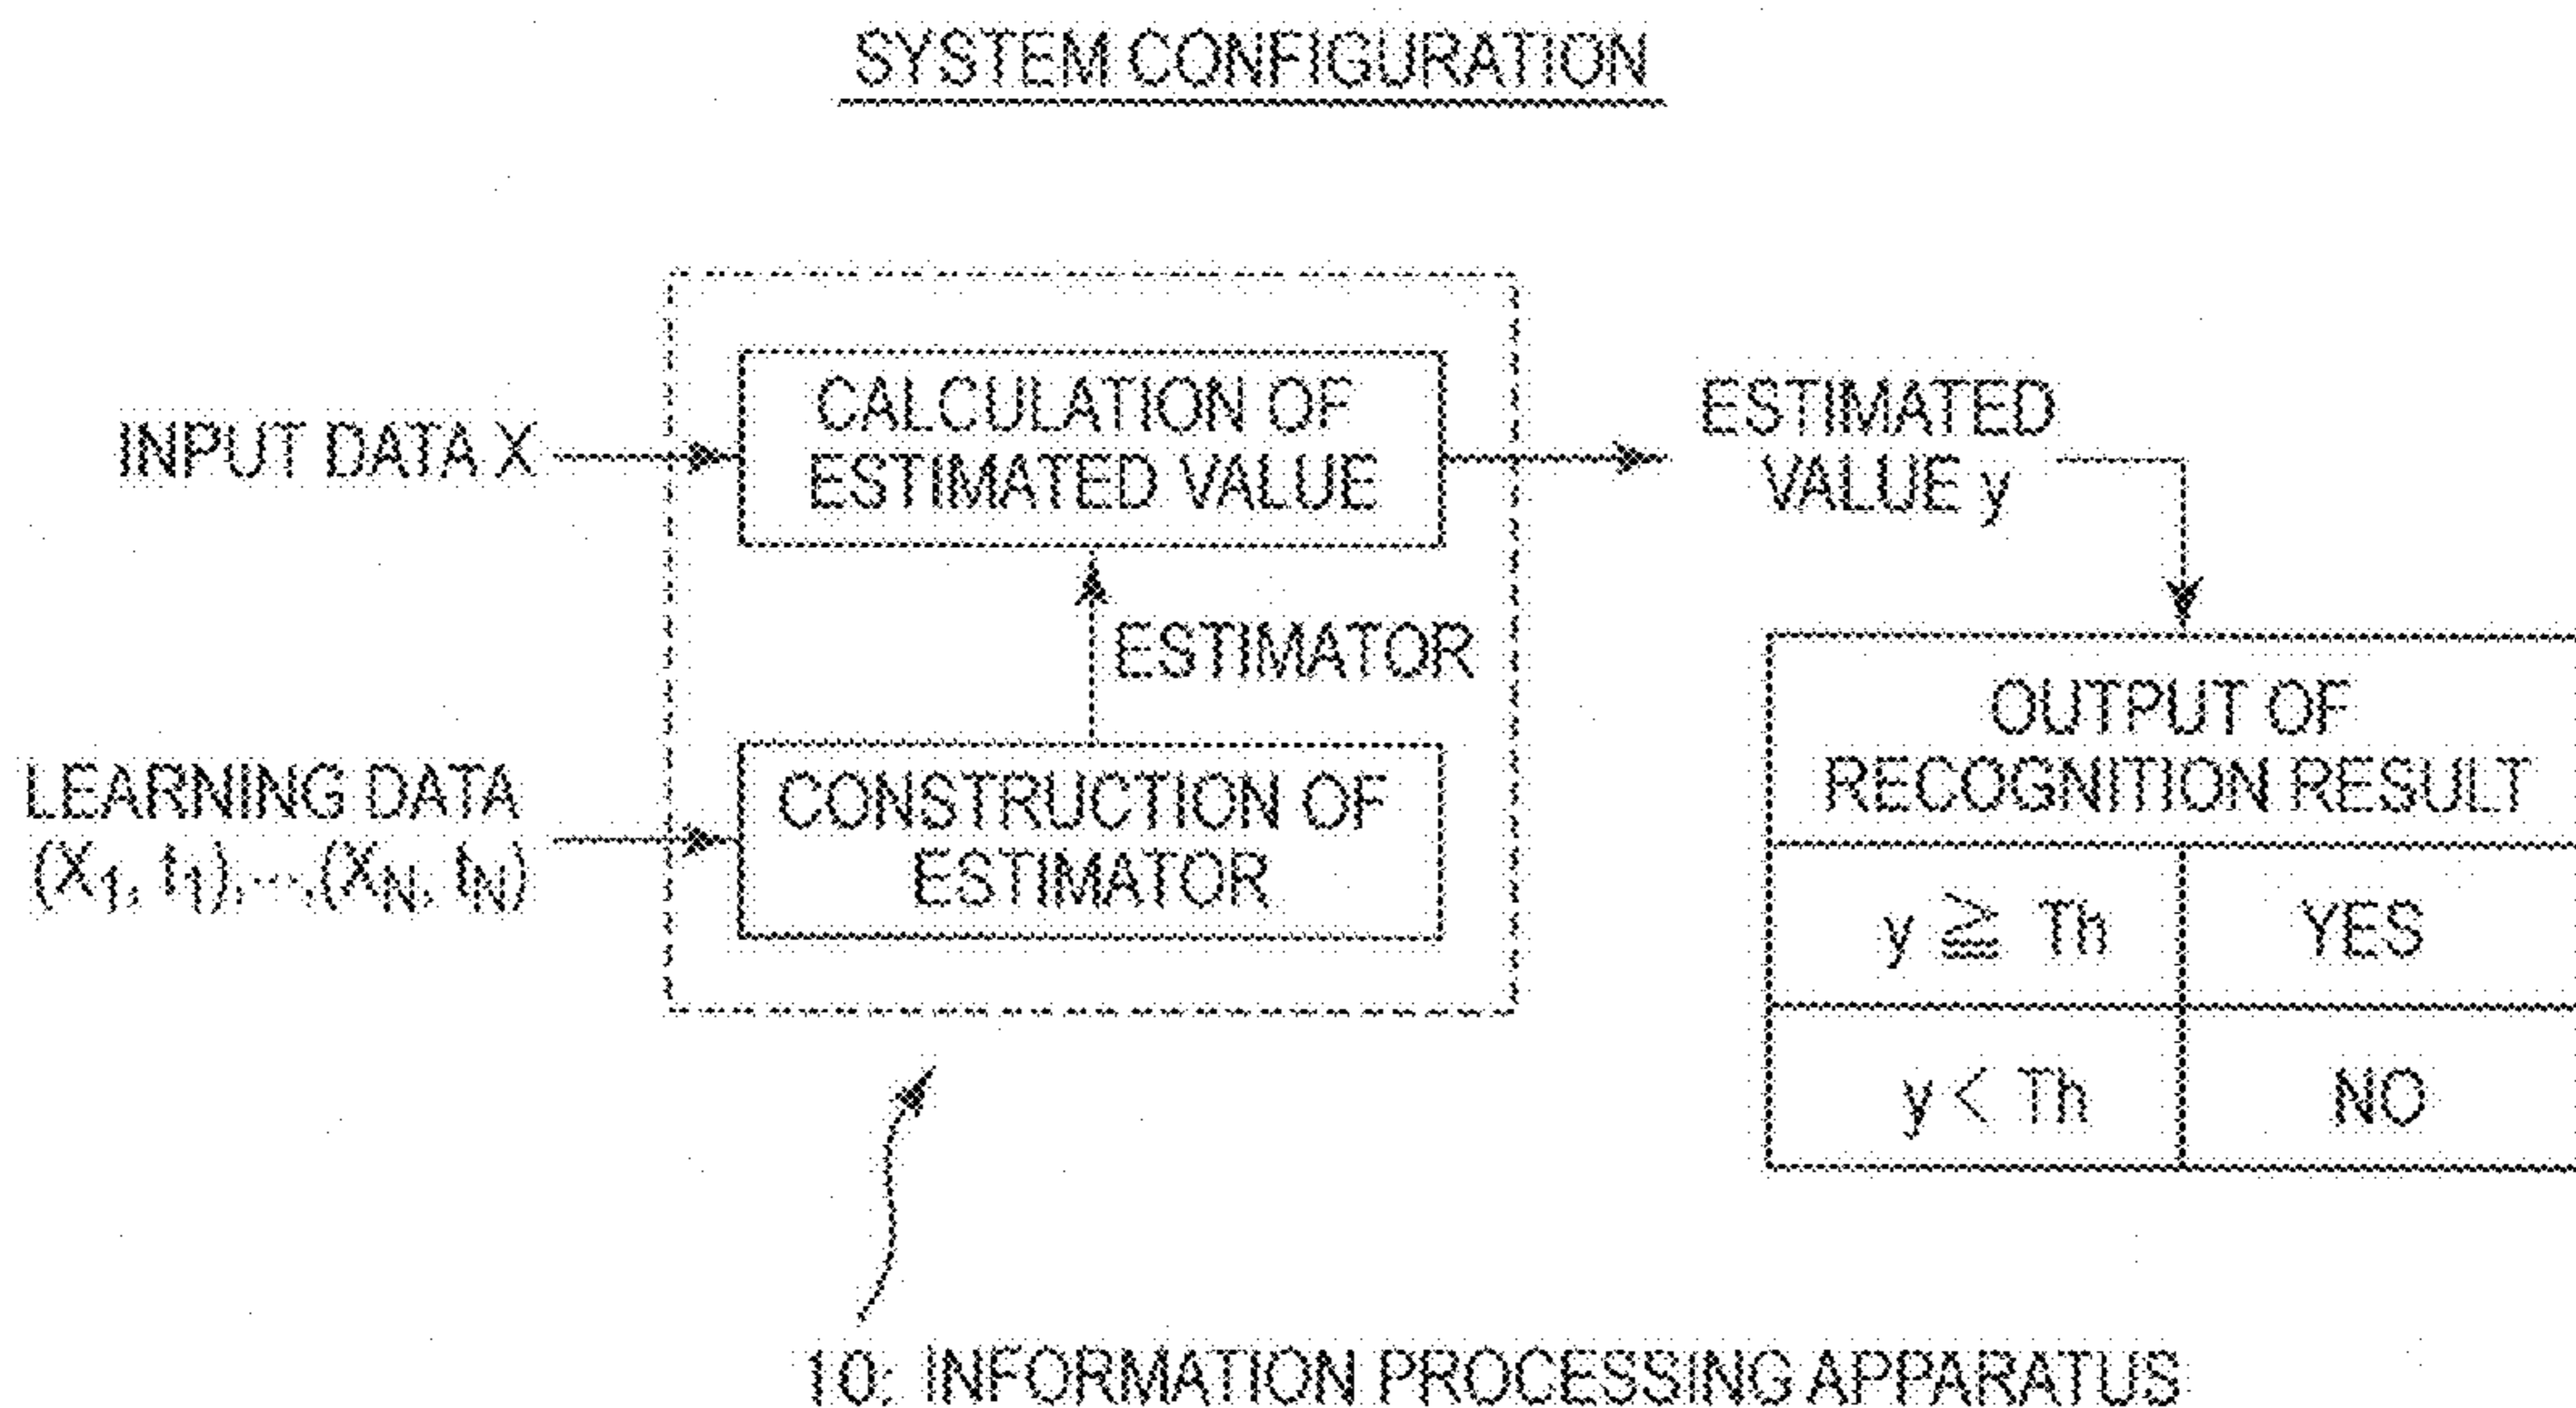 SYSTEM CONFIGURATION
INPUT DATA X
CALCULATION OF
ESTIMATED VALUE
ESTIMATED
VALUE y
ESTIMATOR
LEARNING DATA
(X1, t1),···,(XN, tN)
CONSTRUCTION OF
ESTIMATOR
OUTPUT OF
RECOGNITION RESULT
y ≧ Th YES
y < Th NO
10: INFORMATION PROCESSING APPARATUS